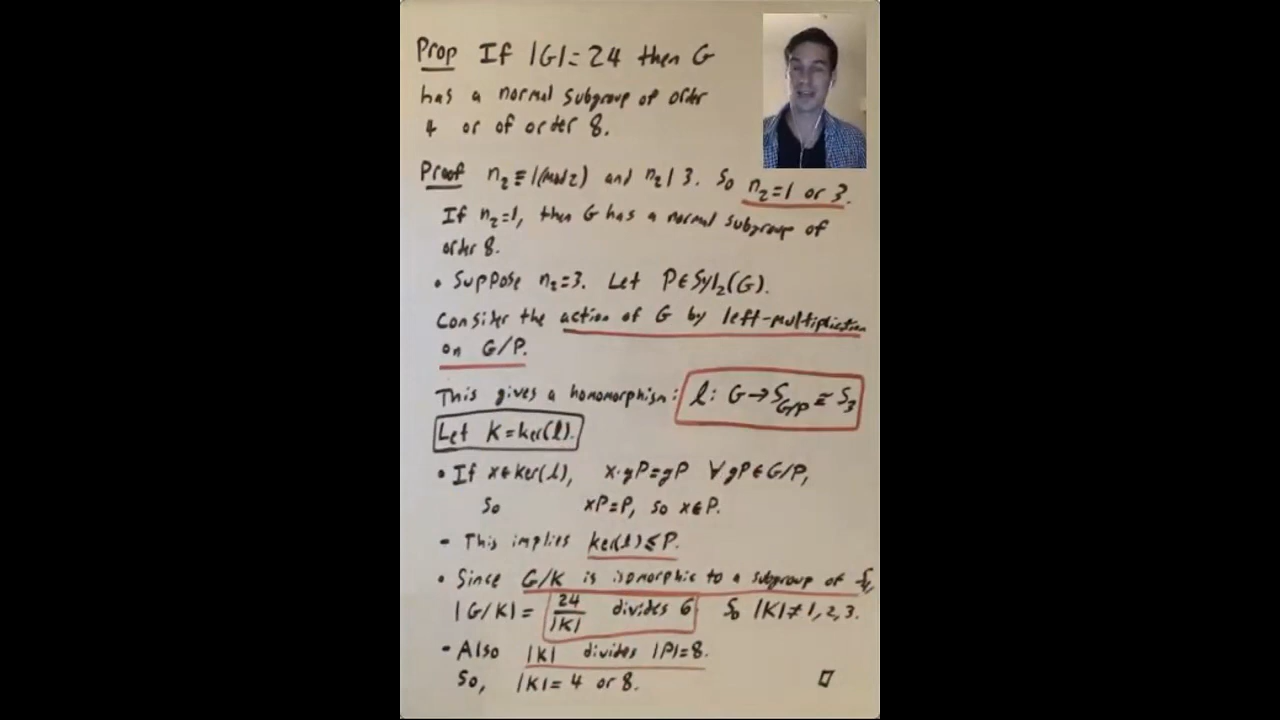 Prop If |G|=24 then G
has a normal subgroup of order
4 or of order 8.
Proof n₂≡1(mod2) and n₂|3. So n₂=1 or 3.
If n₂=1, then G has a normal subgroup of
order 8.
• Suppose n₂=3. Let P∈Syl₂(G).
Consider the action of G by left-multiplication
on G/P.
This gives a homomorphism: l: G→S_{G/P}≅S₃
Let K=ker(l).
• If x∈ker(l), x·gP=gP ∀gP∈G/P,
so xP=P, so x∈P.
- This implies ker(l)≤P.
• Since G/K is isomorphic to a subgroup of
|G/K|= 24/|K| divides 6 So |K|≠1,2,3.
- Also |K| divides |P|=8.
So, |K|= 4 or 8. □